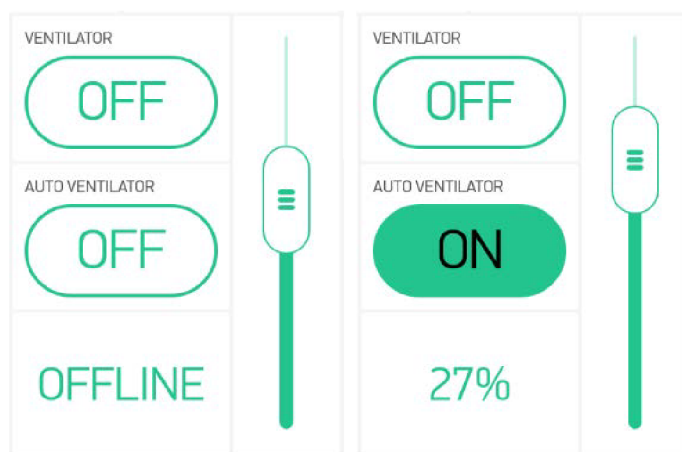 VENTILATOR
OFF
AUTO VENTILATOR
OFF
OFFLINE
VENTILATOR
OFF
AUTO VENTILATOR
ON
27%